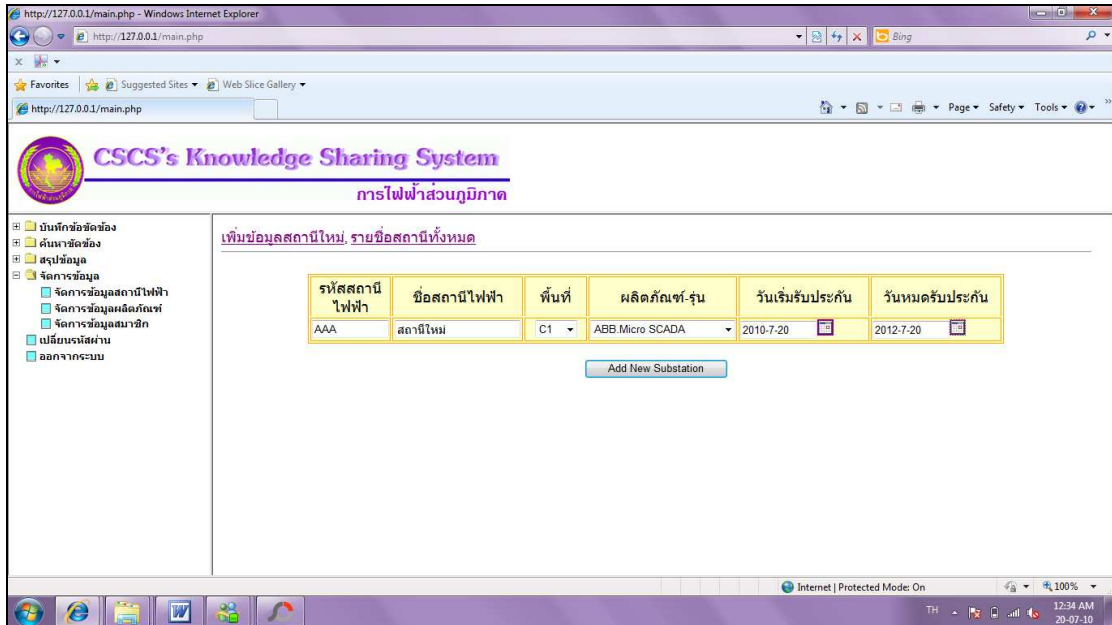 http://127.0.0.1/main.php - Windows Internet Explorer
http://127.0.0.1/main.php
Bing
Favorites Suggested Sites Web Slice Gallery
http://127.0.0.1/main.php
Page Safety Tools
CSCS's Knowledge Sharing System
การไฟฟ้าส่วนภูมิภาค
บันทึกข้อขัดข้อง
ค้นหาขัดข้อง
สรุปข้อมูล
จัดการข้อมูล
จัดการข้อมูลสถานีไฟฟ้า
จัดการข้อมูลผลิตภัณฑ์
จัดการข้อมูลสมาชิก
เปลี่ยนรหัสผ่าน
ออกจากระบบ
เพิ่มข้อมูลสถานีใหม่, รายชื่อสถานีทั้งหมด
รหัสสถานี
ไฟฟ้า
ชื่อสถานีไฟฟ้า
พื้นที่
ผลิตภัณฑ์-รุ่น
วันเริ่มรับประกัน
วันหมดรับประกัน
AAA
สถานีใหม่
C1
ABB.Micro SCADA
2010-7-20
2012-7-20
Add New Substation
Internet | Protected Mode: On
100%
TH
12:34 AM
20-07-10